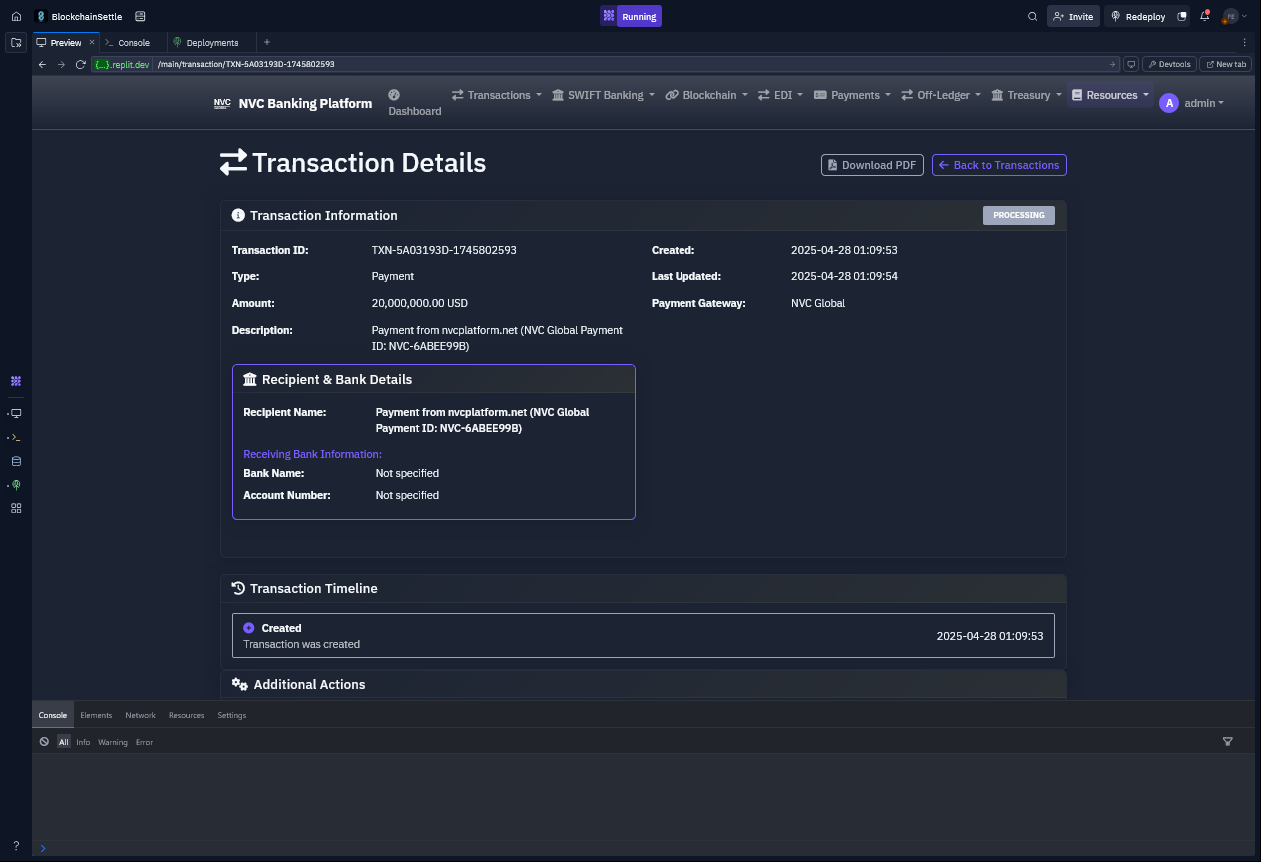 BlockchainSettle
Running
Invite
Redeploy
PE
Preview
Console
Deployments
{...}.replit.dev
/main/transaction/TXN-5A03193D-1745802593
Devtools
New tab
NVC
NVC Banking Platform
Dashboard
Transactions
SWIFT Banking
Blockchain
EDI
Payments
Off-Ledger
Treasury
Resources
A
admin
Transaction Details
Download PDF
Back to Transactions
Transaction Information
PROCESSING
Transaction ID: TXN-5A03193D-1745802593
Created: 2025-04-28 01:09:53
Type: Payment
Last Updated: 2025-04-28 01:09:54
Amount: 20,000,000.00 USD
Payment Gateway: NVC Global
Description: Payment from nvcplatform.net (NVC Global Payment
ID: NVC-6ABEE99B)
Recipient & Bank Details
Recipient Name: Payment from nvcplatform.net (NVC Global
Payment ID: NVC-6ABEE99B)
Receiving Bank Information:
Bank Name: Not specified
Account Number: Not specified
Transaction Timeline
Created
Transaction was created
2025-04-28 01:09:53
Additional Actions
Console
Elements
Network
Resources
Settings
All
Info
Warning
Error